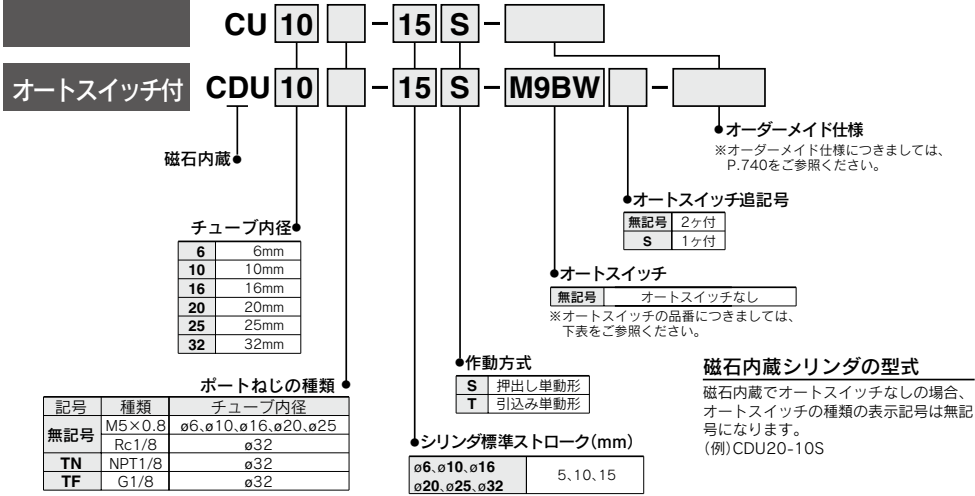 CU 10 - 15 S -
オートスイッチ付 CDU 10 - 15 S - M9BW -
磁石内蔵
オーダーメイド仕様
※オーダーメイド仕様につきましては、
P.740をご参照ください。
オートスイッチ追記号
無記号 2ヶ付
S 1ヶ付
チューブ内径
6 6mm
10 10mm
16 16mm
20 20mm
25 25mm
32 32mm
オートスイッチ
無記号 オートスイッチなし
※オートスイッチの品番につきましては、
下表をご参照ください。
作動方式
S 押出し単動形
T 引込み単動形
ポートねじの種類
記号 種類 チューブ内径
無記号 M5×0.8 ø6、ø10、ø16、ø20、ø25
Rc1/8 ø32
TN NPT1/8 ø32
TF G1/8 ø32
シリンダ標準ストローク(mm)
ø6、ø10、ø16
ø20、ø25、ø32 5、10、15
磁石内蔵シリンダの型式
磁石内蔵でオートスイッチなしの場合、
オートスイッチの種類の表示記号は無記
号になります。
(例)CDU20-10S